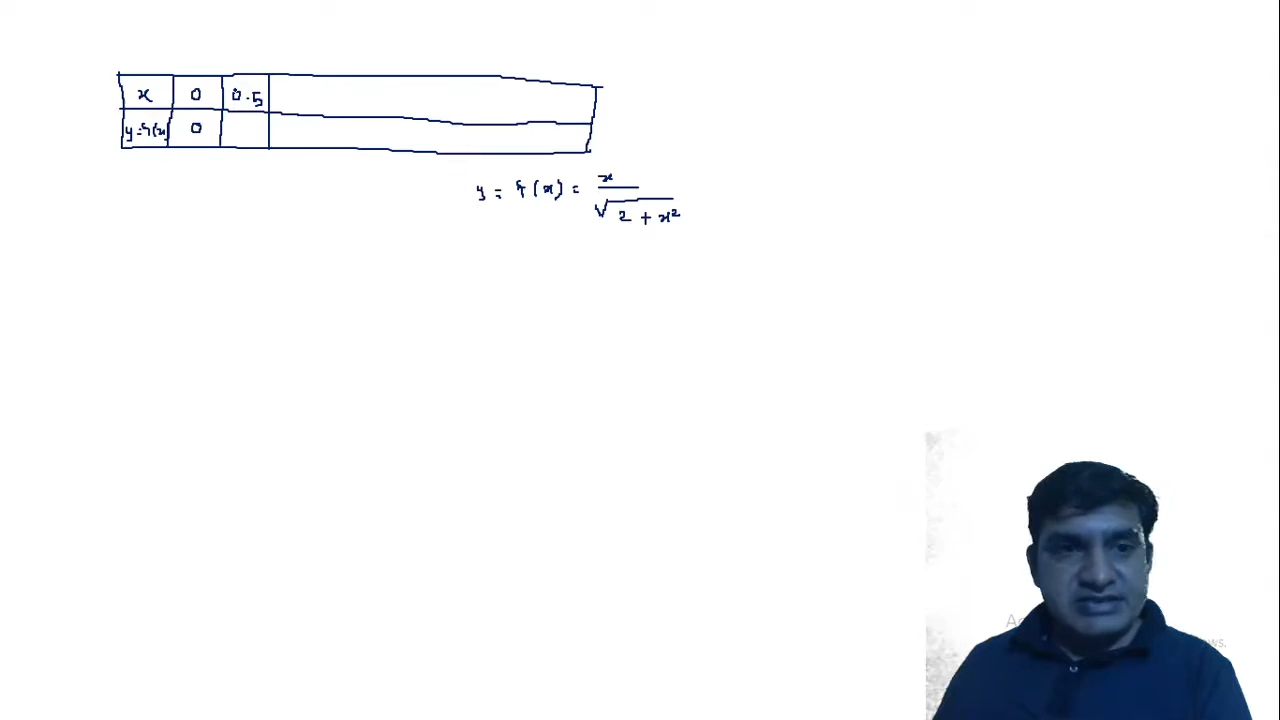 x 0 0.5
y=f(x) 0
y = f(x) = x / √(2 + x²)